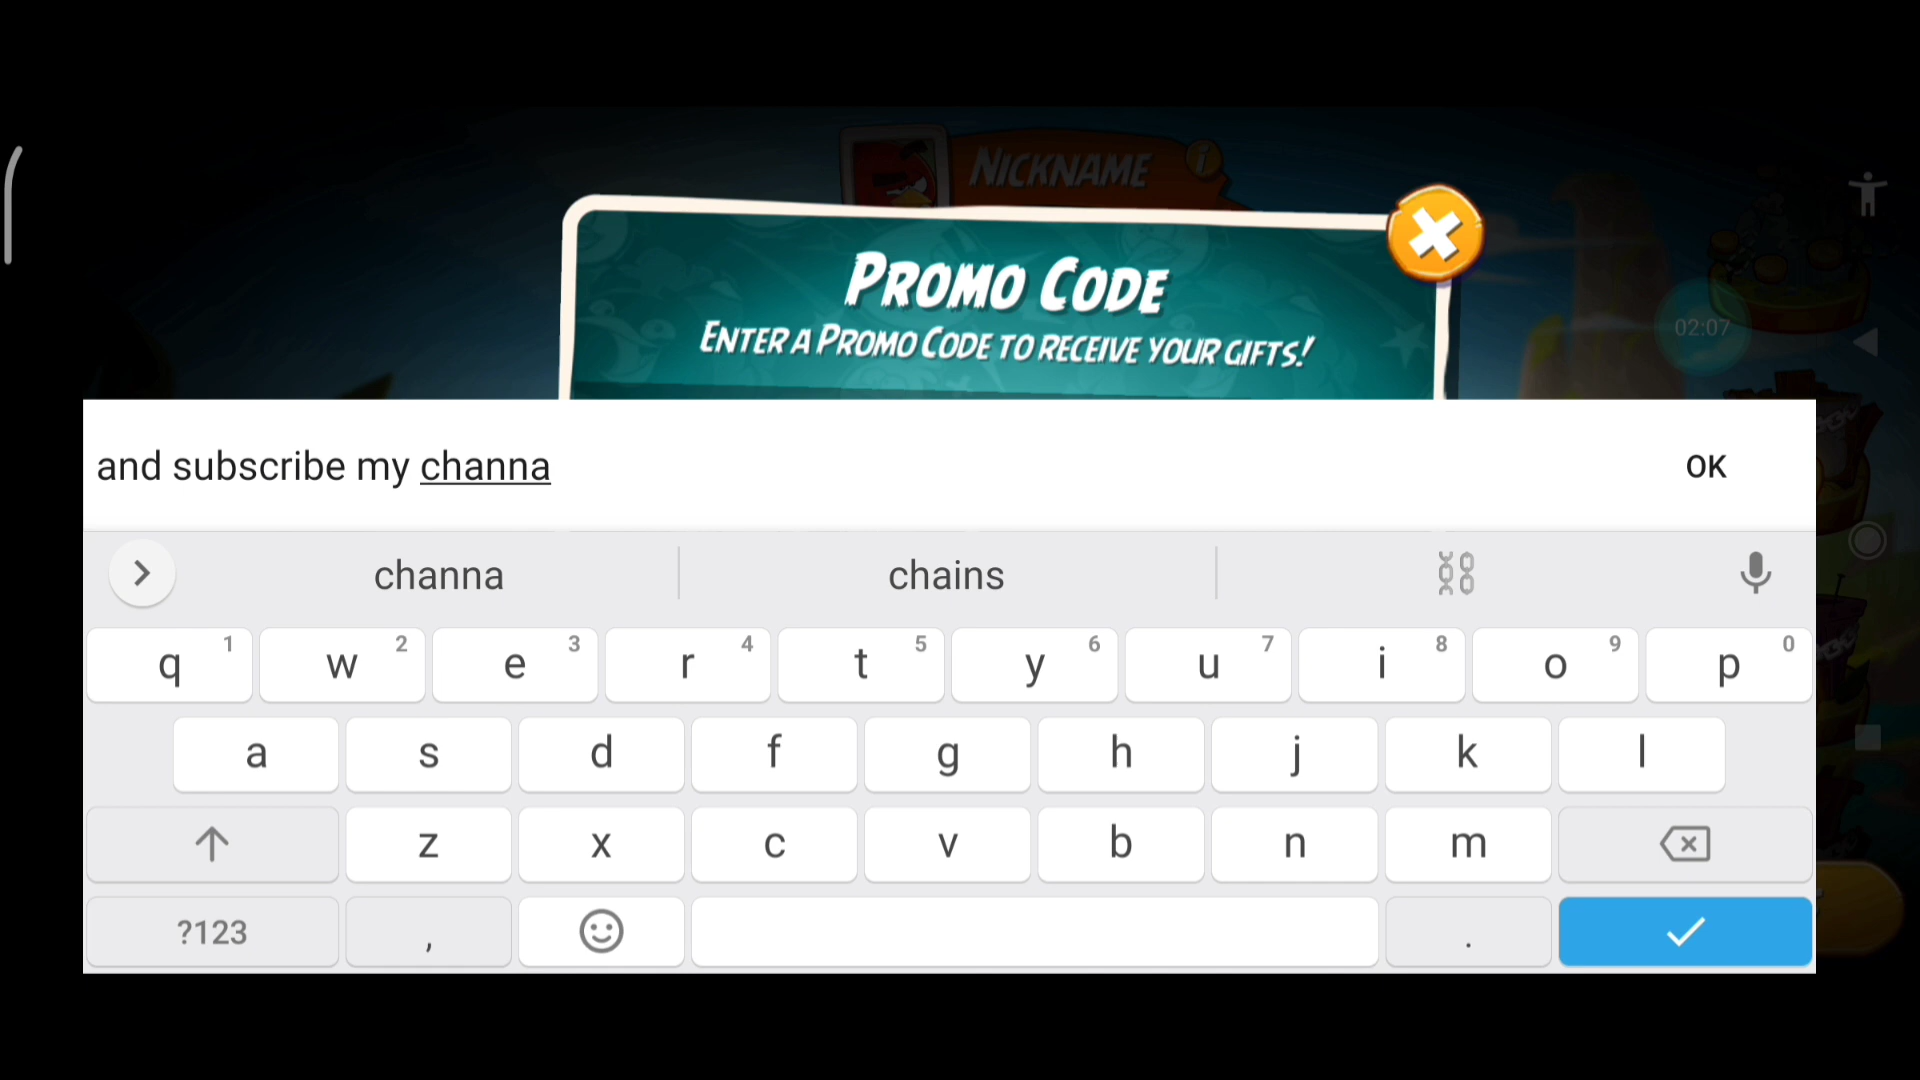 NICKNAME
i
PROMO CODE
ENTER A PROMO CODE TO RECEIVE YOUR GIFTS!
02:07
and subscribe my channa
OK
channa chains
q 1 w 2 e 3 r 4 t 5 y 6 u 7 i 8 o 9 p 0
a s d f g h j k l
z x c v b n m
?123 , .